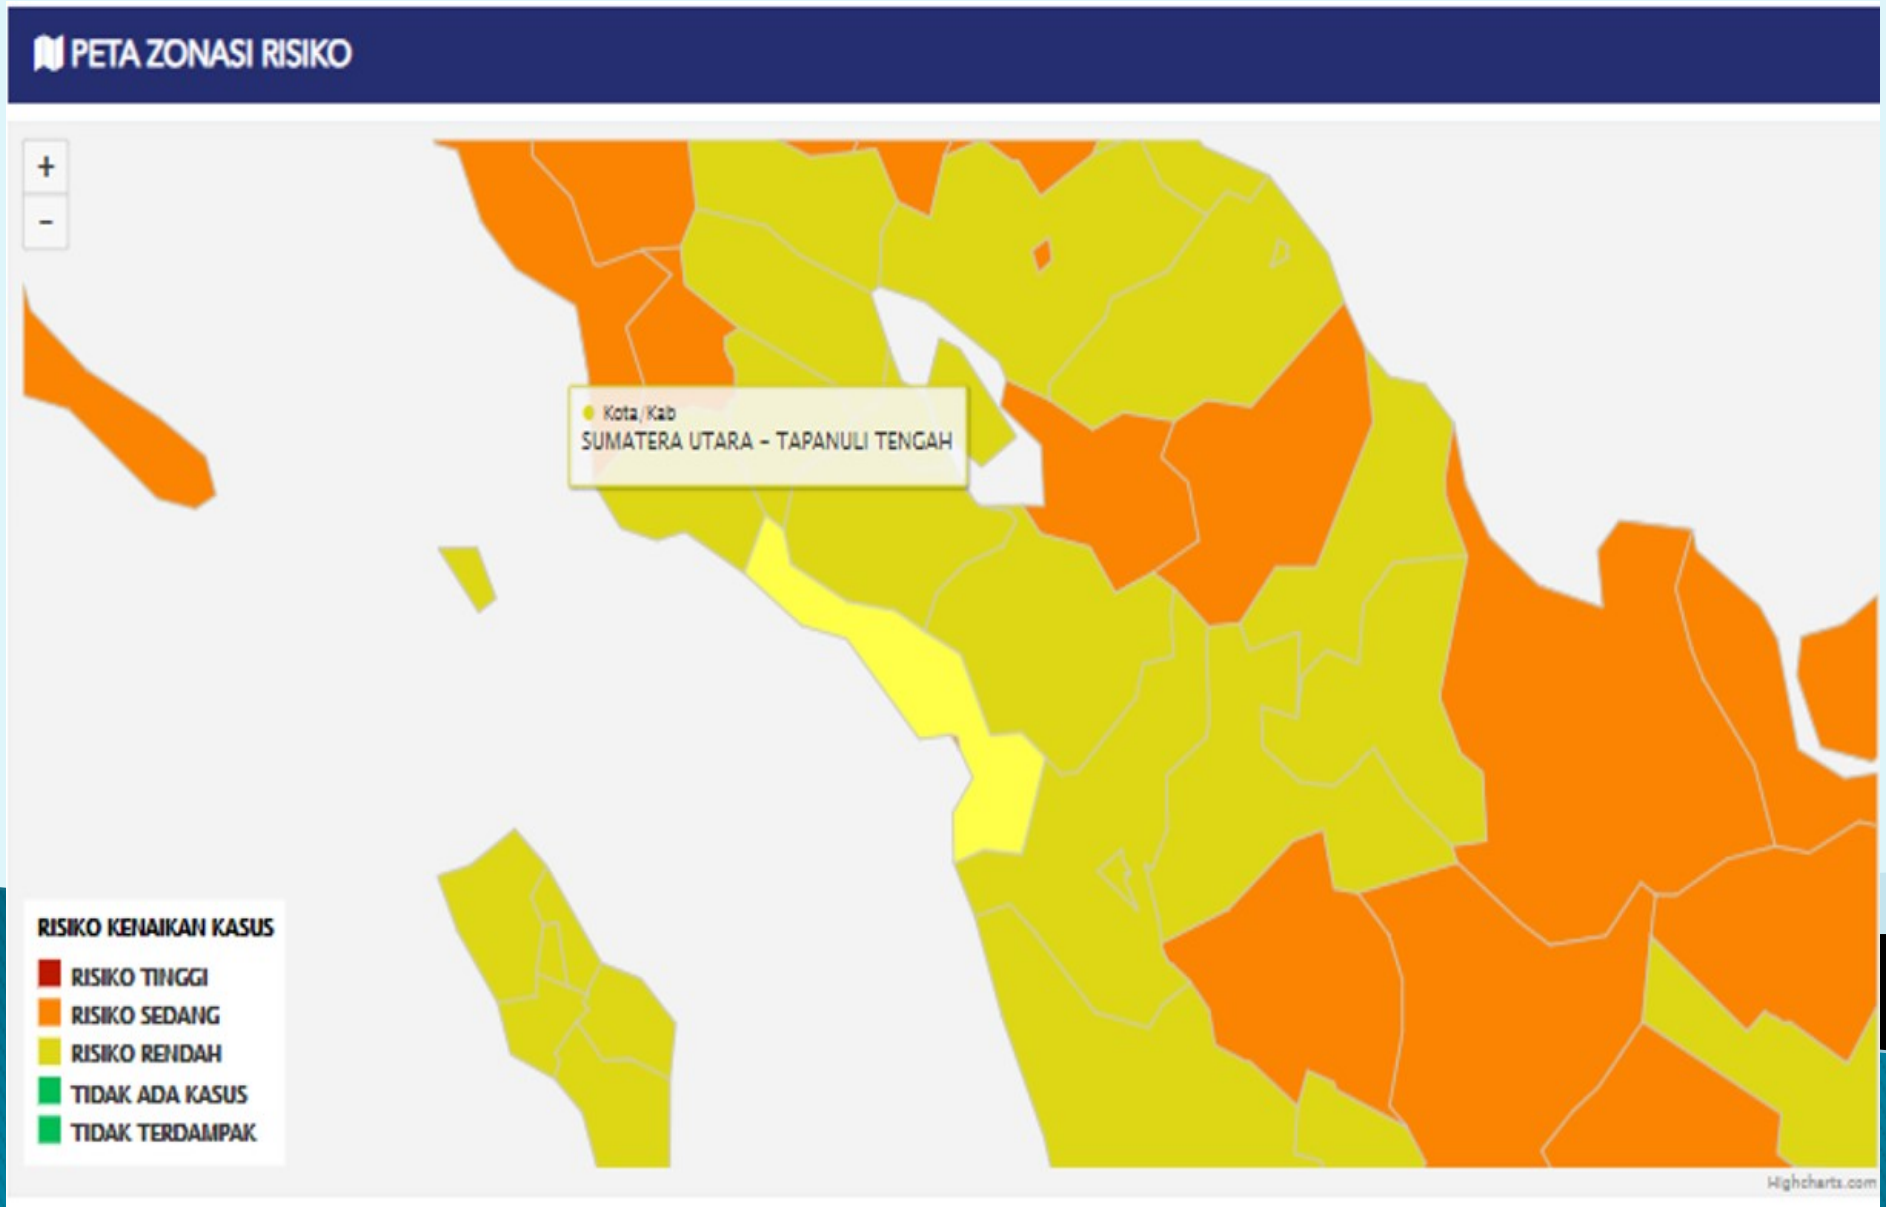 PETA ZONASI RISIKO
+
-
Kota/Kab
SUMATERA UTARA - TAPANULI TENGAH
RISIKO KENAIKAN KASUS
RISIKO TINGGI
RISIKO SEDANG
RISIKO RENDAH
TIDAK ADA KASUS
TIDAK TERDAMPAK
Highcharts.com